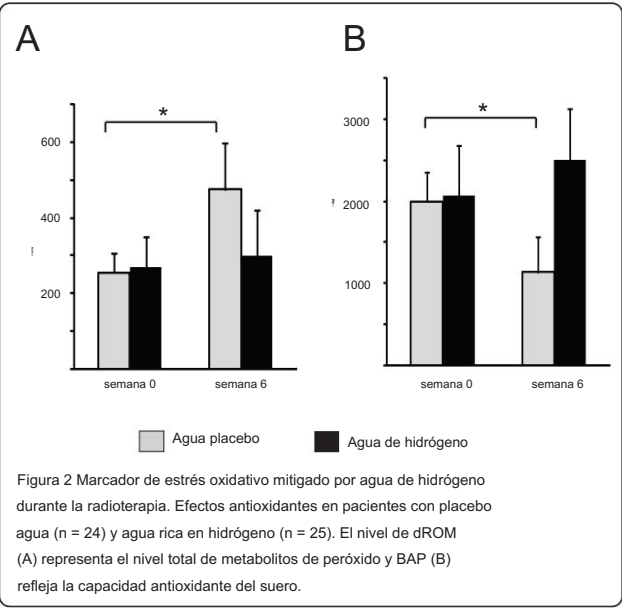 A
B
*
*
600
400
200
3000
2000
1000
semana 0
semana 6
semana 0
semana 6
Agua placebo
Agua de hidrógeno
Figura 2 Marcador de estrés oxidativo mitigado por agua de hidrógeno
durante la radioterapia. Efectos antioxidantes en pacientes con placebo
agua (n = 24) y agua rica en hidrógeno (n = 25). El nivel de dROM
(A) representa el nivel total de metabolitos de peróxido y BAP (B)
refleja la capacidad antioxidante del suero.